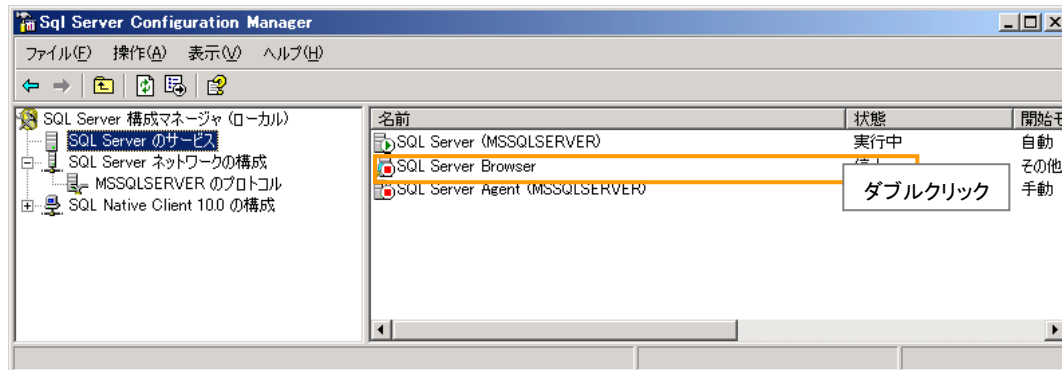 Sql Server Configuration Manager
ファイル(F) 操作(A) 表示(V) ヘルプ(H)
SQL Server 構成マネージャ (ローカル)
SQL Server のサービス
SQL Server ネットワークの構成
MSSQLSERVER のプロトコル
SQL Native Client 10.0 の構成
名前 状態 開始モ
SQL Server (MSSQLSERVER) 実行中 自動
SQL Server Browser その他
SQL Server Agent (MSSQLSERVER) 手動
ダブルクリック